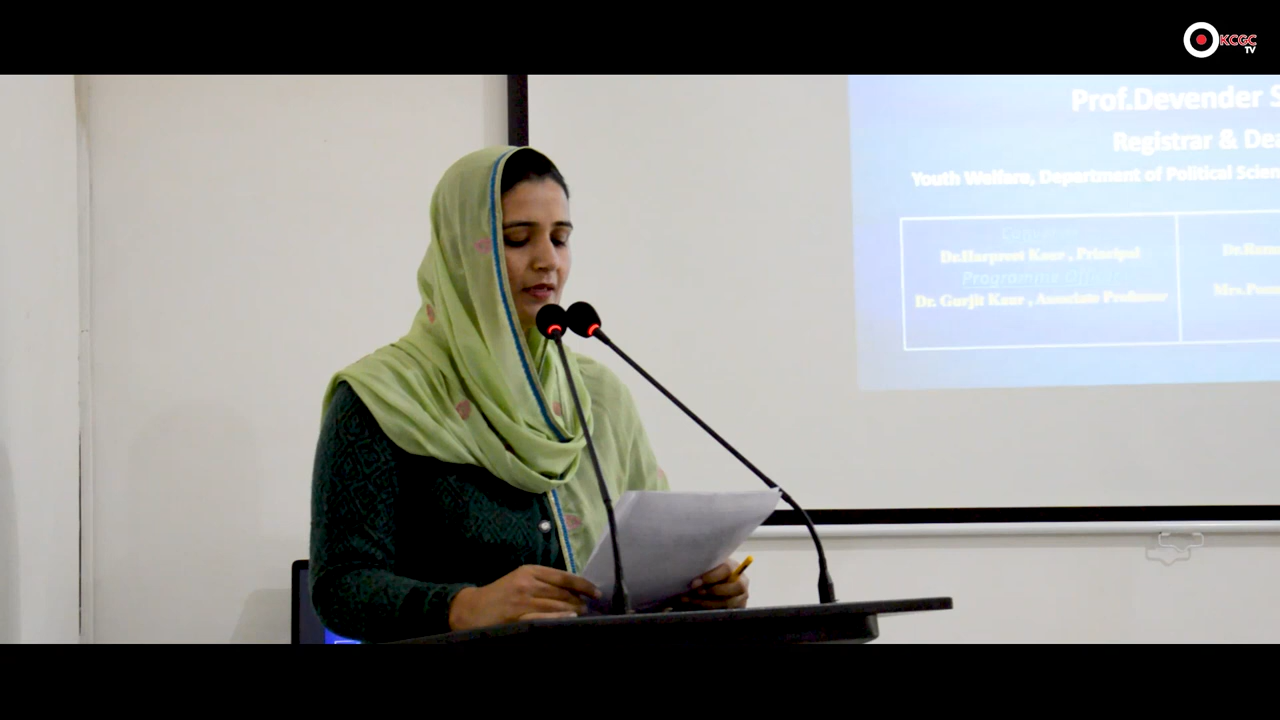 KCGC
TV
Prof.Devender S
Registrar & Dea
Youth Welfare, Department of Political Scien
Dr.Harpreet Kaur , Principal
Programme Officer
Dr. Gurjit Kaur , Associate Professor
Mrs.